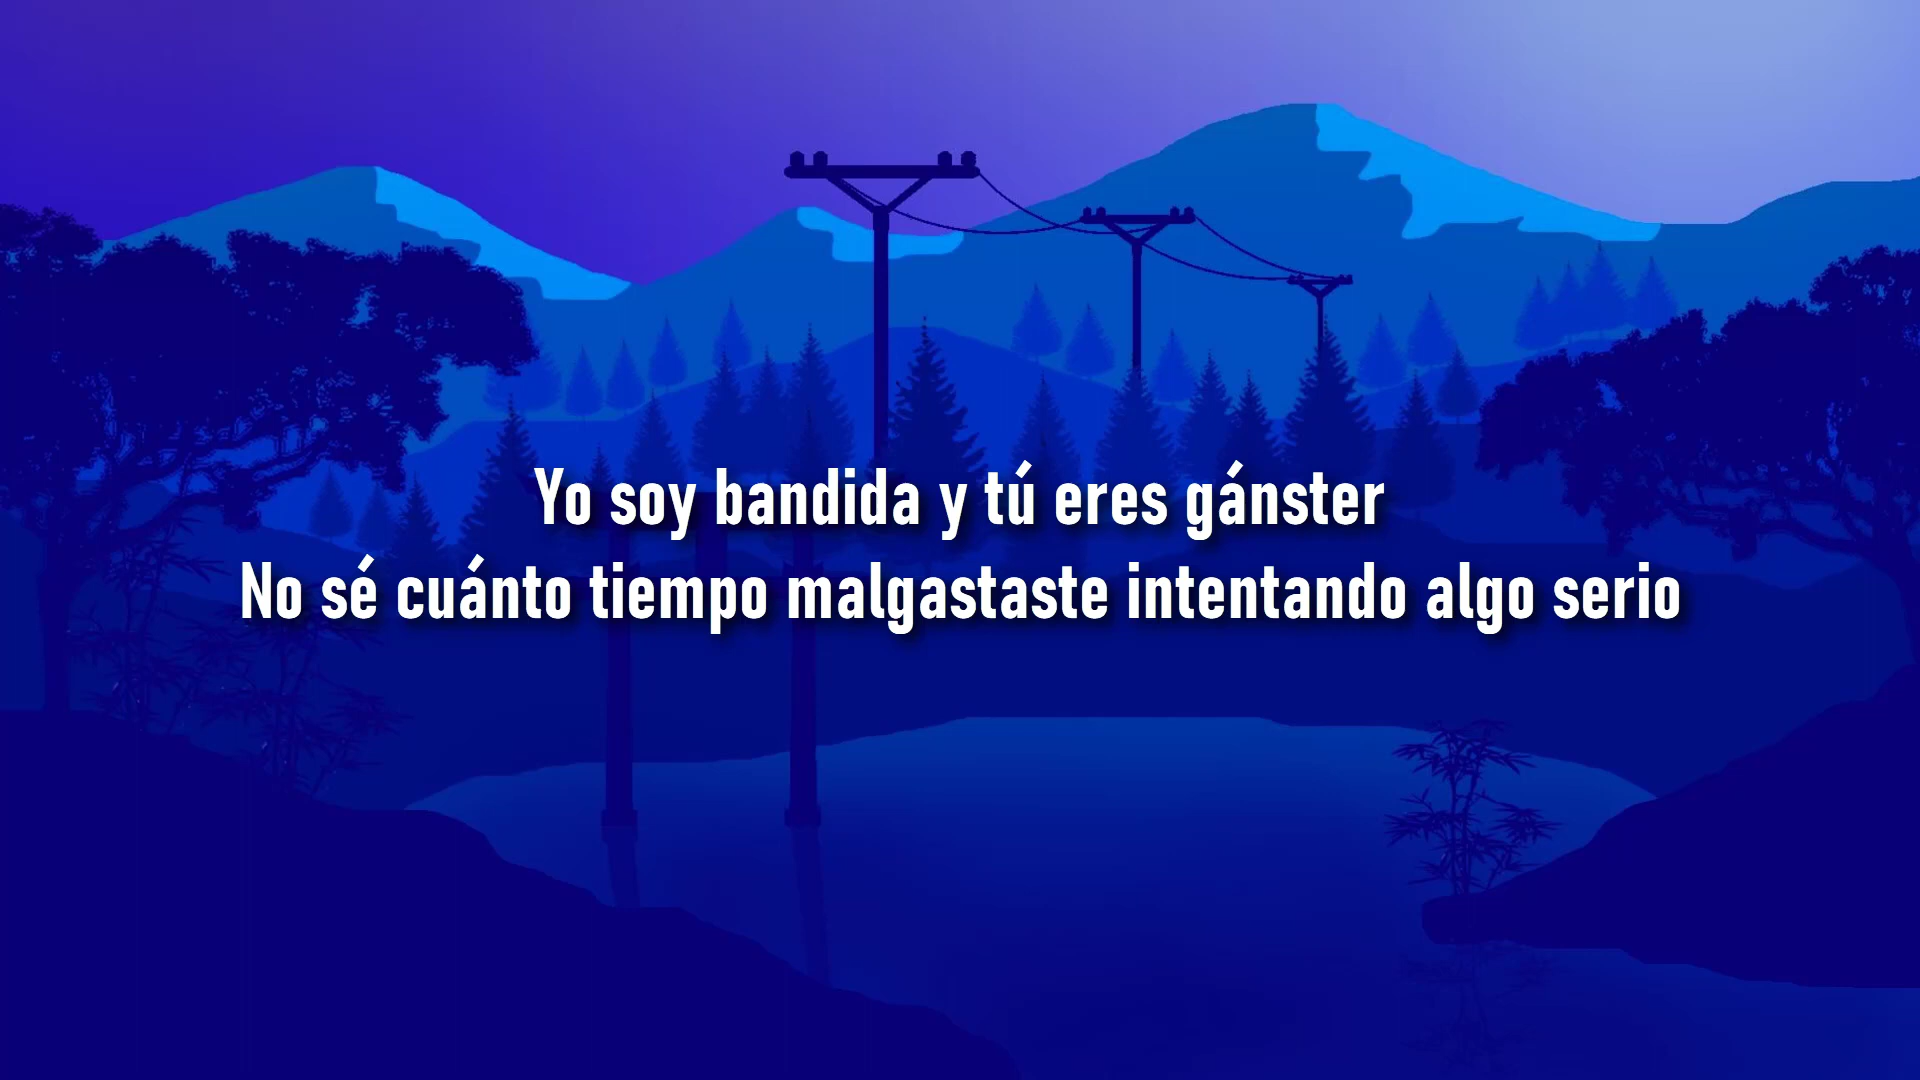 Yo soy bandida y tú eres gánster
No sé cuánto tiempo malgastaste intentando algo serio